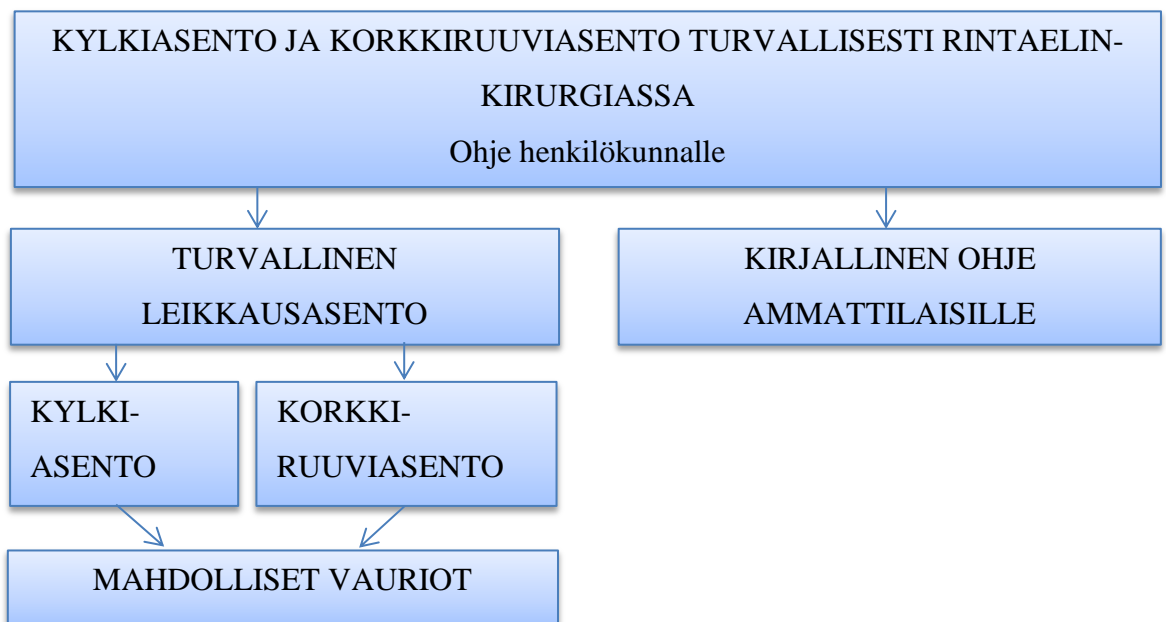 KYLKIASENTO JA KORKKIRUUVIASENTO TURVALLISESTI RINTAELIN-
KIRURGIASSA
Ohje henkilökunnalle
TURVALLINEN
LEIKKAUSASENTO
KIRJALLINEN OHJE
AMMATTILAISILLE
KYLKI-
ASENTO
KORKKI-
RUUVIASENTO
MAHDOLLISET VAURIOT